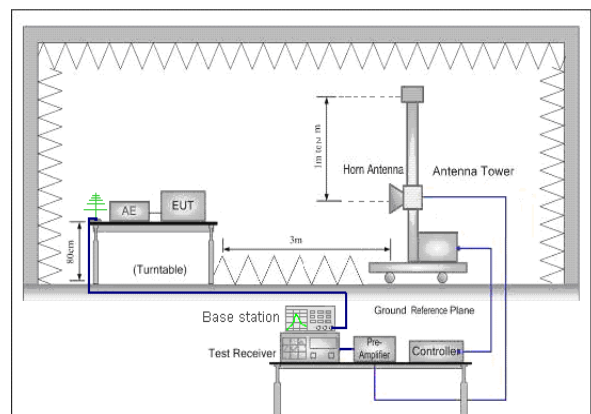 1m to 2 m
Horn Antenna
Antenna Tower
AE
EUT
80cm
(Turntable)
3m
Ground Reference Plane
Base station
Test Receiver
Pre-
Amplifier
Controller